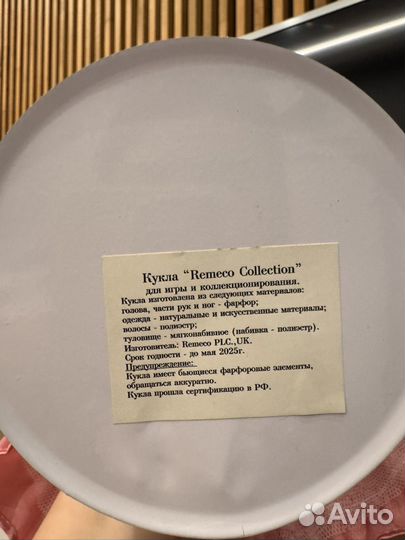 Кукла "Remeco Collection"
для игры и коллекционирования.
Кукла изготовлена из следующих материалов:
голова, части рук и ног - фарфор;
одежда - натуральные и искусственные материалы;
волосы - полиэстр;
туловище - мягконабивное (набивка - полиэстр).
Изготовитель: Remeco PLC.,UK.
Срок годности - до мая 2025г.
Предупреждение:
Кукла имеет бьющиеся фарфоровые элементы,
обращаться аккуратно.
Кукла прошла сертификацию в РФ.
Avito